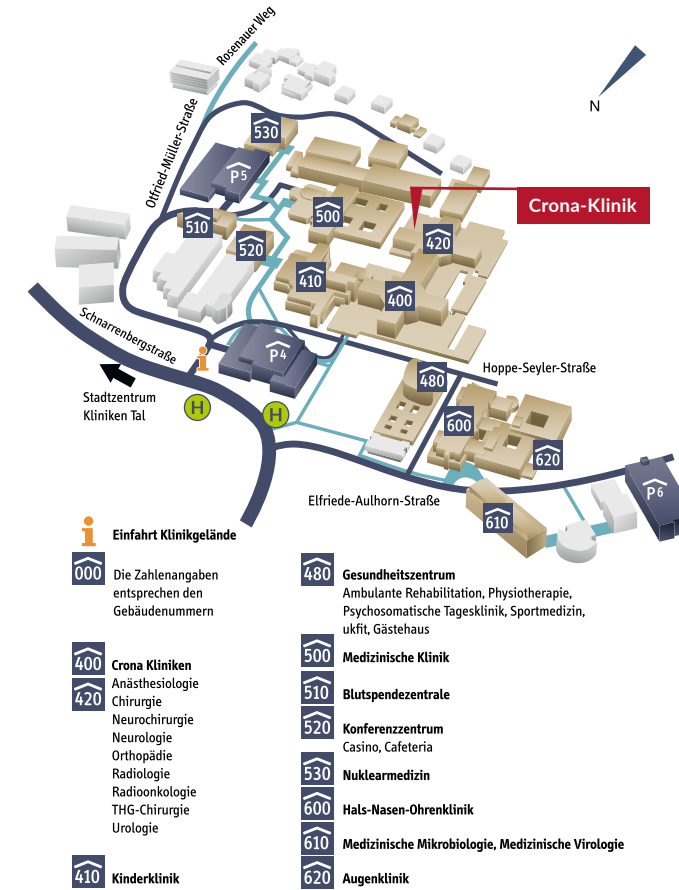 Rosenauer Weg
Otfried-Müller-Straße
N
530
P5
Crona-Klinik
510
500
520
420
410
400
Schnarrenbergstraße
i
P4
Stadtzentrum
Kliniken Tal
H
H
Hoppe-Seyler-Straße
480
600
620
P6
Elfriede-Aulhorn-Straße
610
i Einfahrt Klinikgelände
000 Die Zahlenangaben
entsprechen den
Gebäudenummern
400 Crona Kliniken
420 Anästhesiologie
Chirurgie
Neurochirurgie
Neurologie
Orthopädie
Radiologie
Radioonkologie
THG-Chirurgie
Urologie
410 Kinderklinik
480 Gesundheitszentrum
Ambulante Rehabilitation, Physiotherapie,
Psychosomatische Tagesklinik, Sportmedizin,
ukfit, Gästehaus
500 Medizinische Klinik
510 Blutspendezentrale
520 Konferenzzentrum
Casino, Cafeteria
530 Nuklearmedizin
600 Hals-Nasen-Ohrenklinik
610 Medizinische Mikrobiologie, Medizinische Virologie
620 Augenklinik